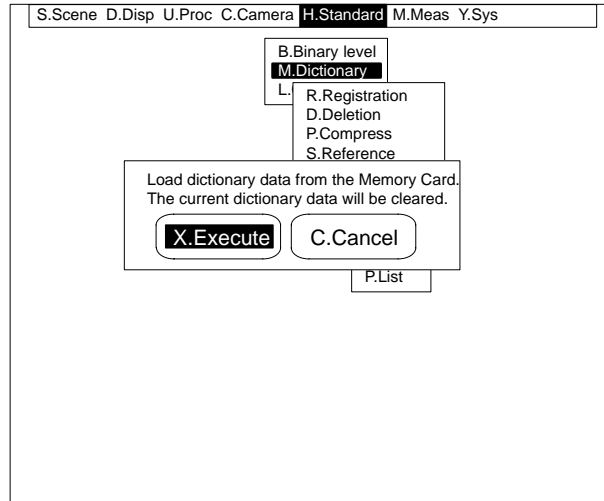 S.Scene D.Disp U.Proc C.Camera H.Standard M.Meas Y.Sys
B.Binary level
M.Dictionary
L.
R.Registration
D.Deletion
P.Compress
S.Reference
Load dictionary data from the Memory Card.
The current dictionary data will be cleared.
X.Execute C.Cancel
P.List